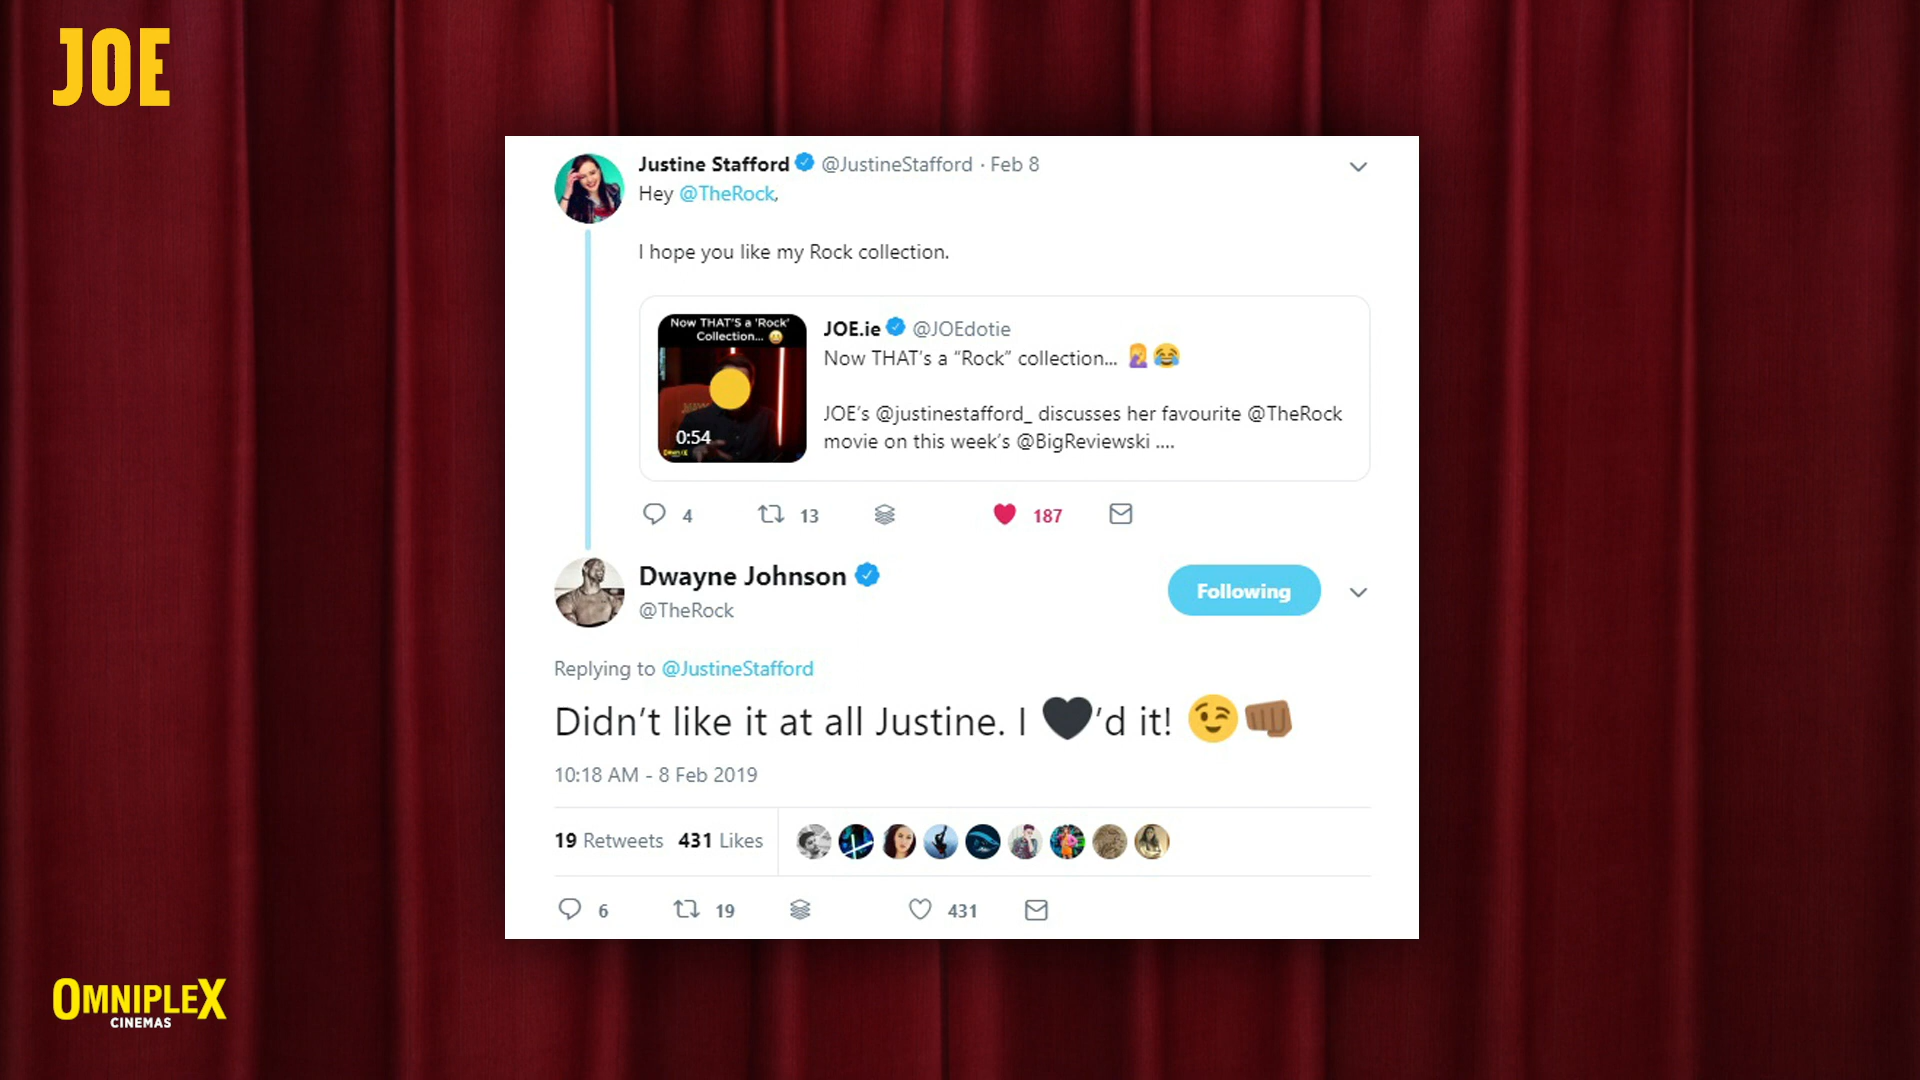 JOE
Justine Stafford @JustineStafford · Feb 8
Hey @TheRock,
I hope you like my Rock collection.
Now THAT'S a 'Rock'
Collection... 😄
0:54
JOE.ie @JOEdotie
Now THAT's a “Rock” collection... 🤦😂
JOE's @justinestafford_ discusses her favourite @TheRock
movie on this week's @BigReviewski ....
4 13 187
Dwayne Johnson
@TheRock
Following
Replying to @JustineStafford
Didn't like it at all Justine. I 🖤'd it! 😉👊🏾
10:18 AM - 8 Feb 2019
19 Retweets 431 Likes
6 19 431
OMNIPLEX
CINEMAS